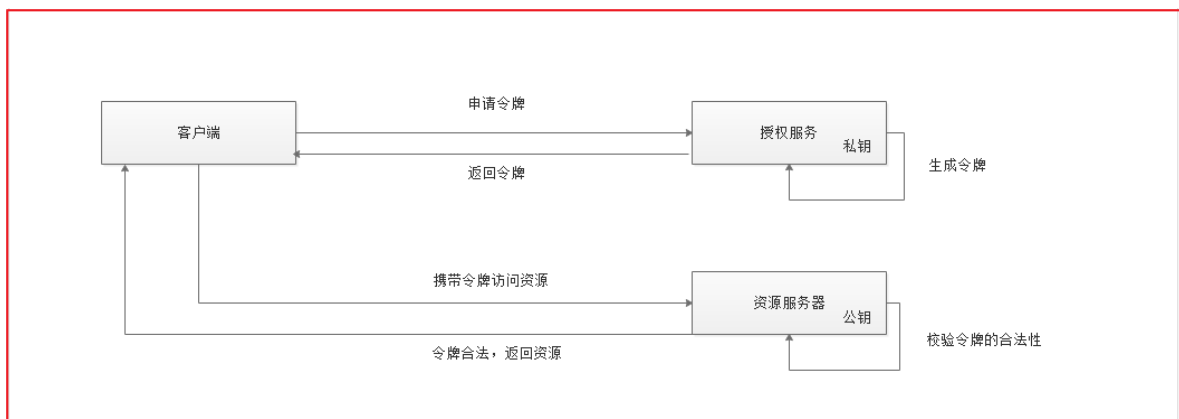 申请令牌
客户端
授权服务
私钥
返回令牌
生成令牌
携带令牌访问资源
资源服务器
公钥
校验令牌的合法性
令牌合法，返回资源